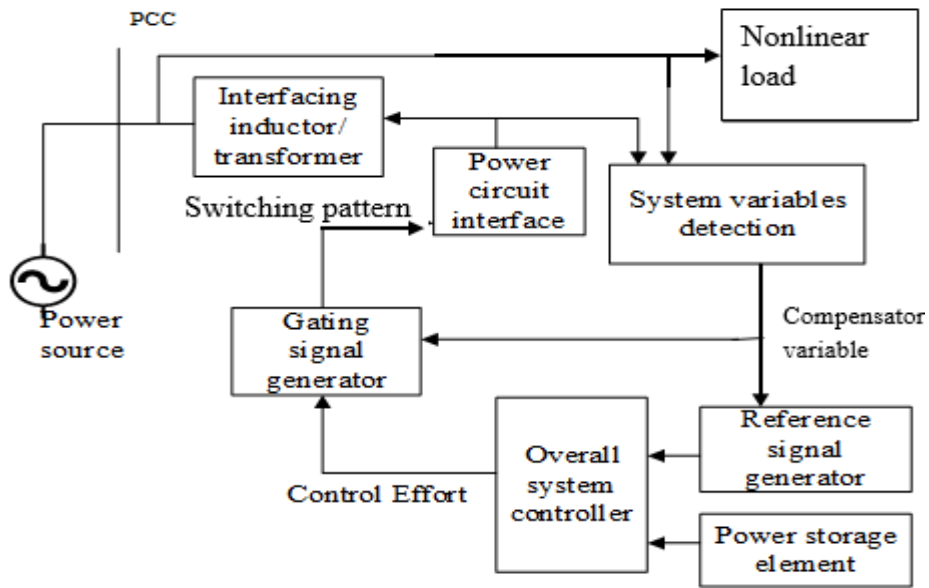 PCC
Nonlinear
load
Interfacing
inductor/
transformer
Power
circuit
interface
System variables
detection
Switching pattern
Power
source
Gating
signal
generator
Compensator
variable
Reference
signal
generator
Overall
system
controller
Control Effort
Power storage
element